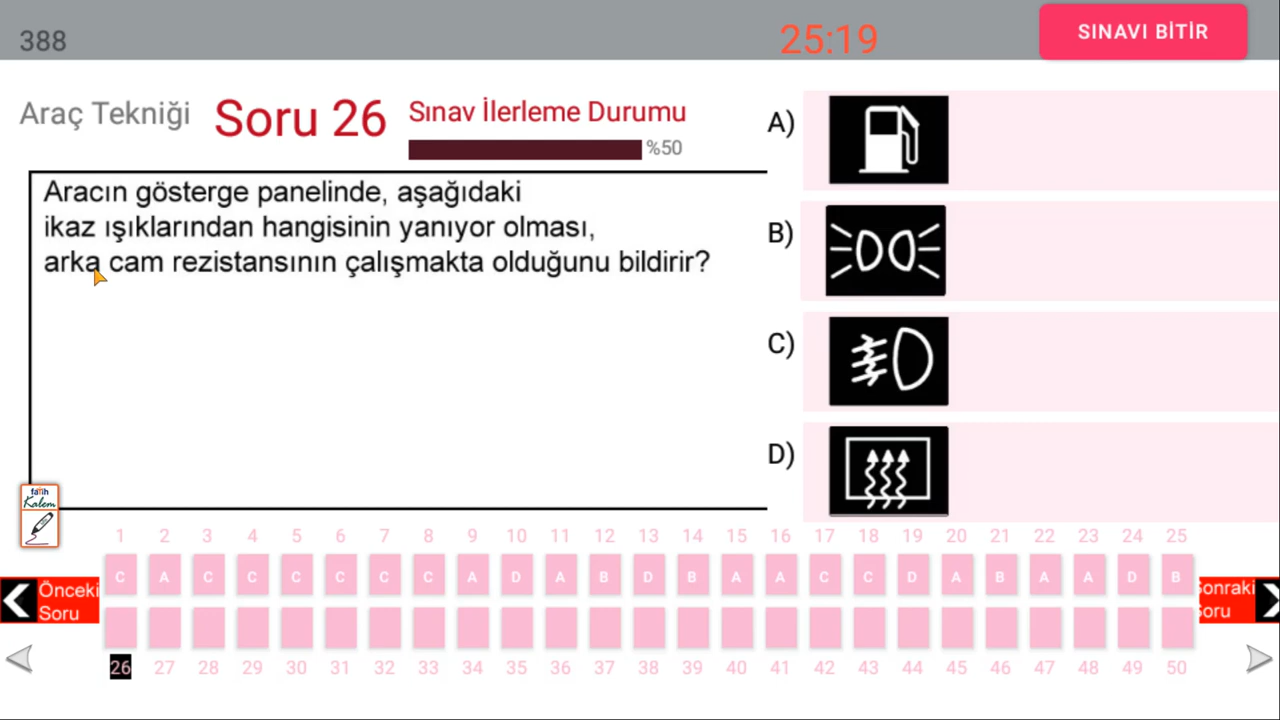 388
25:19
SINAVI BİTİR
Araç Tekniği
Soru 26
Sınav İlerleme Durumu
%50
Aracın gösterge panelinde, aşağıdaki
ikaz ışıklarından hangisinin yanıyor olması,
arka cam rezistansının çalışmakta olduğunu bildirir?
A)
B)
C)
D)
fatih
Kalem
1 2 3 4 5 6 7 8 9 10 11 12 13 14 15 16 17 18 19 20 21 22 23 24 25
C A C C C C C C A D A B D B A A C C D A B A A D B
Önceki
Soru
Sonraki
Soru
26 27 28 29 30 31 32 33 34 35 36 37 38 39 40 41 42 43 44 45 46 47 48 49 50